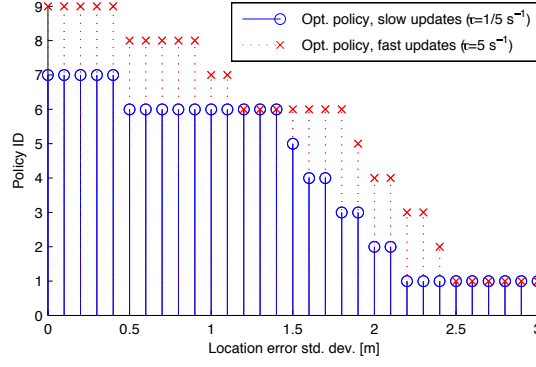 Opt. policy, slow updates (τ=1/5 s⁻¹)
Opt. policy, fast updates (τ=5 s⁻¹)
9
8
7
6
5
4
3
2
1
0
Policy ID
0 0.5 1 1.5 2 2.5 3
Location error std. dev. [m]